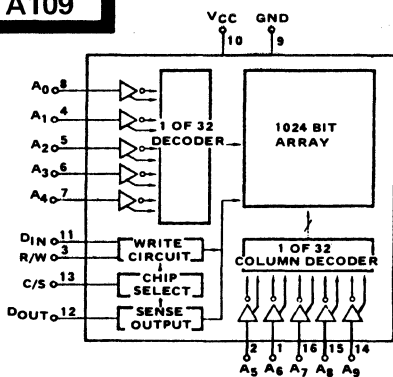 A109
VCC GND
10 9
A0 8
A1 4
A2 5
A3 6
A4 7
1 OF 32
DECODER
1024 BIT
ARRAY
DIN 11
R/W 3
WRITE
CIRCUIT
C/S 13
CHIP
SELECT
DOUT 12
SENSE
OUTPUT
1 OF 32
COLUMN DECODER
2 1 16 15 14
A5 A6 A7 A8 A9